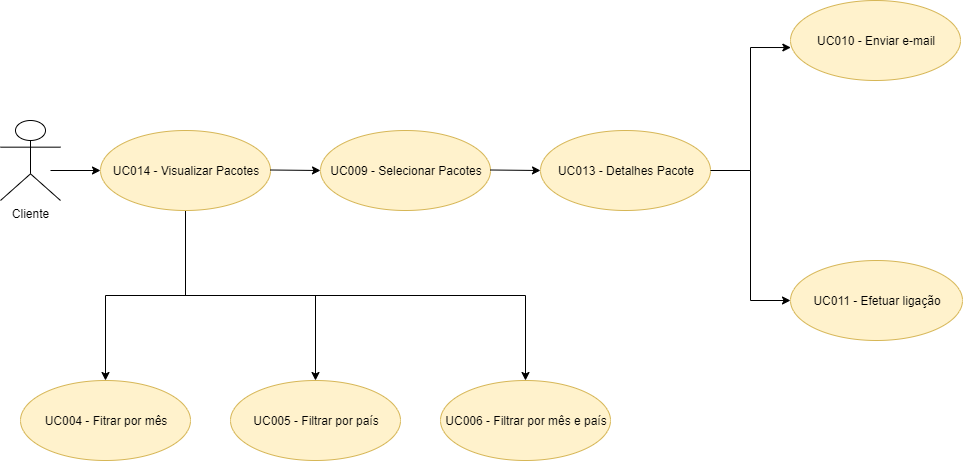 UC010 - Enviar e-mail
UC014 - Visualizar Pacotes
UC009 - Selecionar Pacotes
UC013 - Detalhes Pacote
Cliente
UC011 - Efetuar ligação
UC004 - Fitrar por mês
UC005 - Filtrar por país
UC006 - Filtrar por mês e país